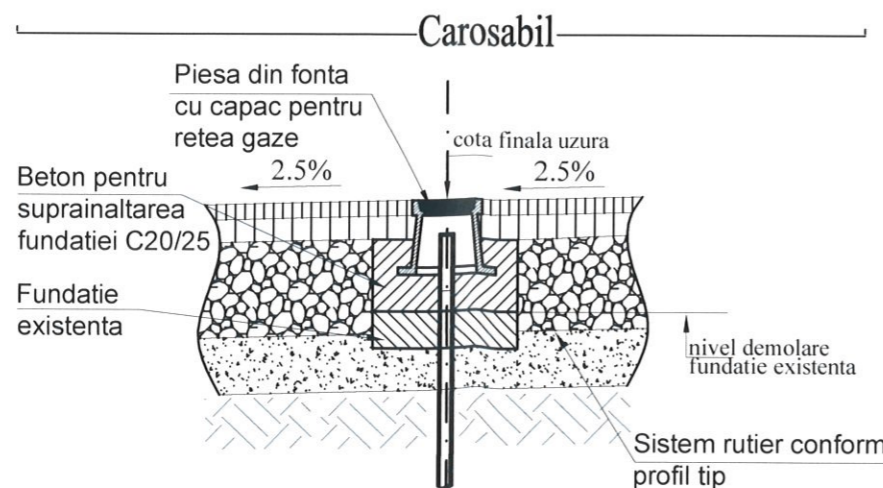 Carosabil
Piesa din fonta
cu capac pentru
retea gaze
cota finala uzura
2.5%
2.5%
Beton pentru
suprainaltarea
fundatiei C20/25
Fundatie
existenta
nivel demolare
fundatie existenta
Sistem rutier conform
profil tip